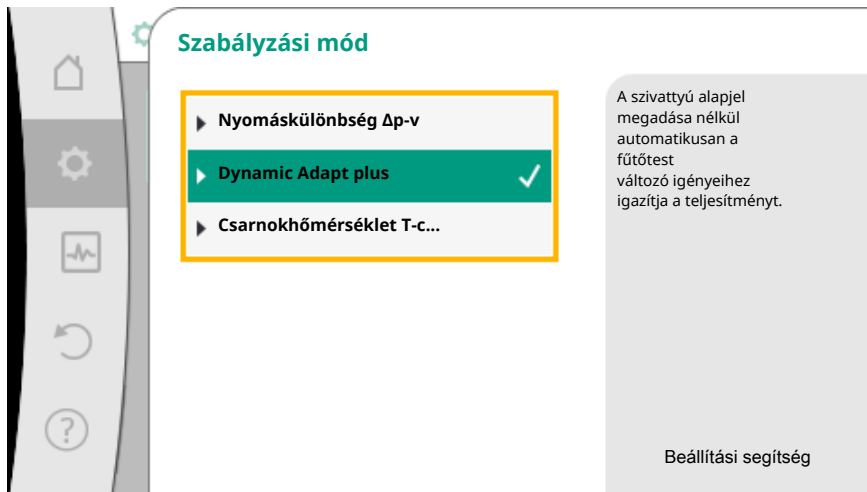 Szabályzási mód
Nyomáskülönbség Δp-v
Dynamic Adapt plus
Csarnokhőmérséklet T-c...
A szivattyú alapjel
megadása nélkül
automatikusan a
fűtőtest
változó igényeihez
igazítja a teljesítményt.
Beállítási segítség